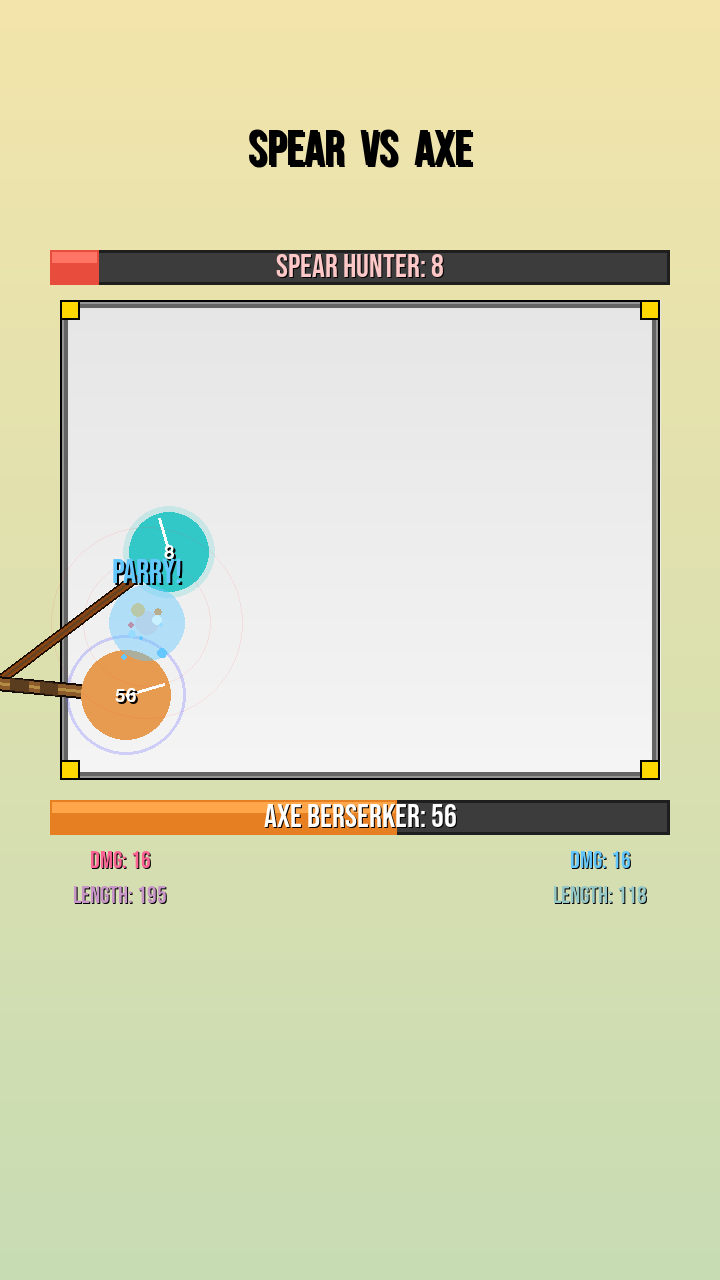 SPEAR VS AXE
SPEAR HUNTER: 8
8
PARRY!
56
AXE BERSERKER: 56
DMG: 16 DMG: 16
LENGTH: 195 LENGTH: 118